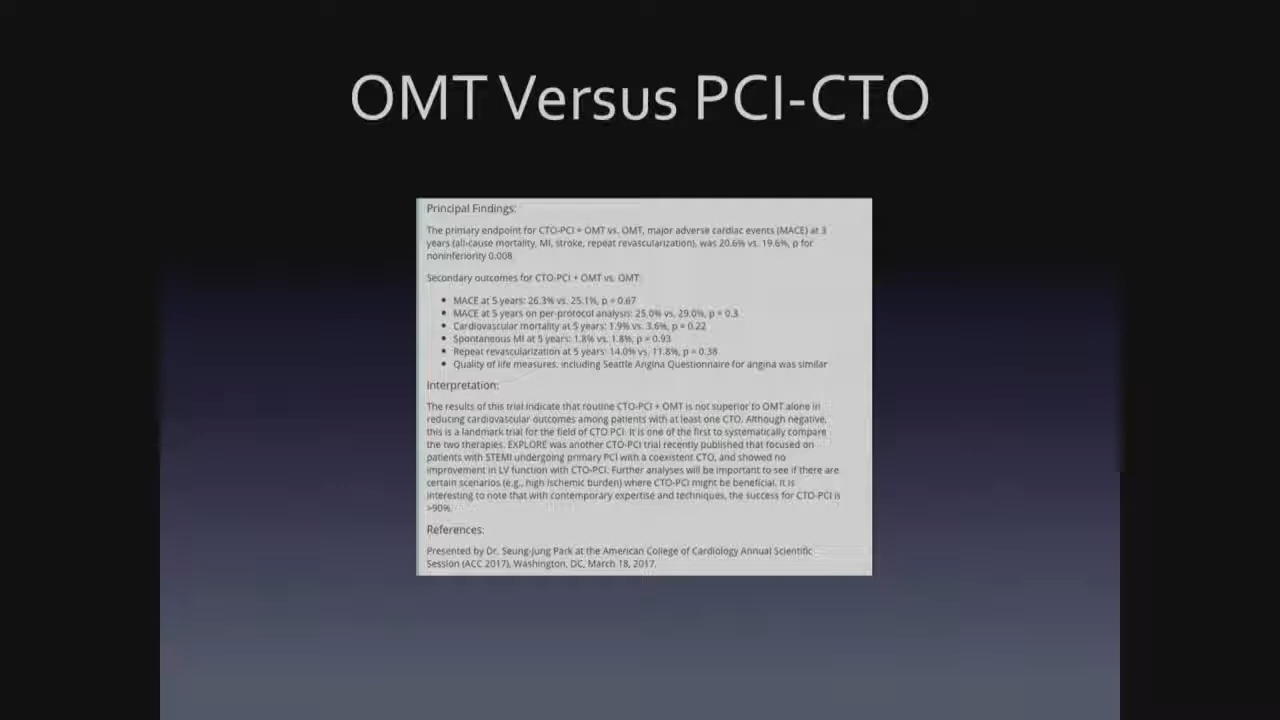 OMT Versus PCI-CTO
Principal Findings:
The primary endpoint for CTO-PCI + OMT vs. OMT, major adverse cardiac events (MACE) at 3
years (all-cause mortality, MI, stroke, repeat revascularization), was 20.6% vs. 19.6%, p for
noninferiority 0.008.
Secondary outcomes for CTO-PCI + OMT vs. OMT:
• MACE at 5 years: 26.3% vs. 25.1%, p = 0.67
• MACE at 5 years on per-protocol analysis: 25.0% vs. 29.0%, p = 0.3
• Cardiovascular mortality at 5 years: 1.9% vs. 3.6%, p = 0.22
• Spontaneous MI at 5 years: 1.8% vs. 1.8%, p = 0.93
• Repeat revascularization at 5 years: 14.0% vs. 11.8%, p = 0.38
• Quality of life measures, including Seattle Angina Questionnaire for angina was similar
Interpretation:
The results of this trial indicate that routine CTO-PCI + OMT is not superior to OMT alone in
reducing cardiovascular outcomes among patients with at least one CTO. Although negative,
this is a landmark trial for the field of CTO PCI. It is one of the first to systematically compare
the two therapies. EXPLORE was another CTO-PCI trial recently published that focused on
patients with STEMI undergoing primary PCI with a coexistent CTO, and showed no
improvement in LV function with CTO-PCI. Further analyses will be important to see if there are
certain scenarios (e.g., high ischemic burden) where CTO-PCI might be beneficial. It is
interesting to note that with contemporary expertise and techniques, the success for CTO-PCI is
>90%.
References:
Presented by Dr. Seung-Jung Park at the American College of Cardiology Annual Scientific
Session (ACC 2017), Washington, DC, March 18, 2017.